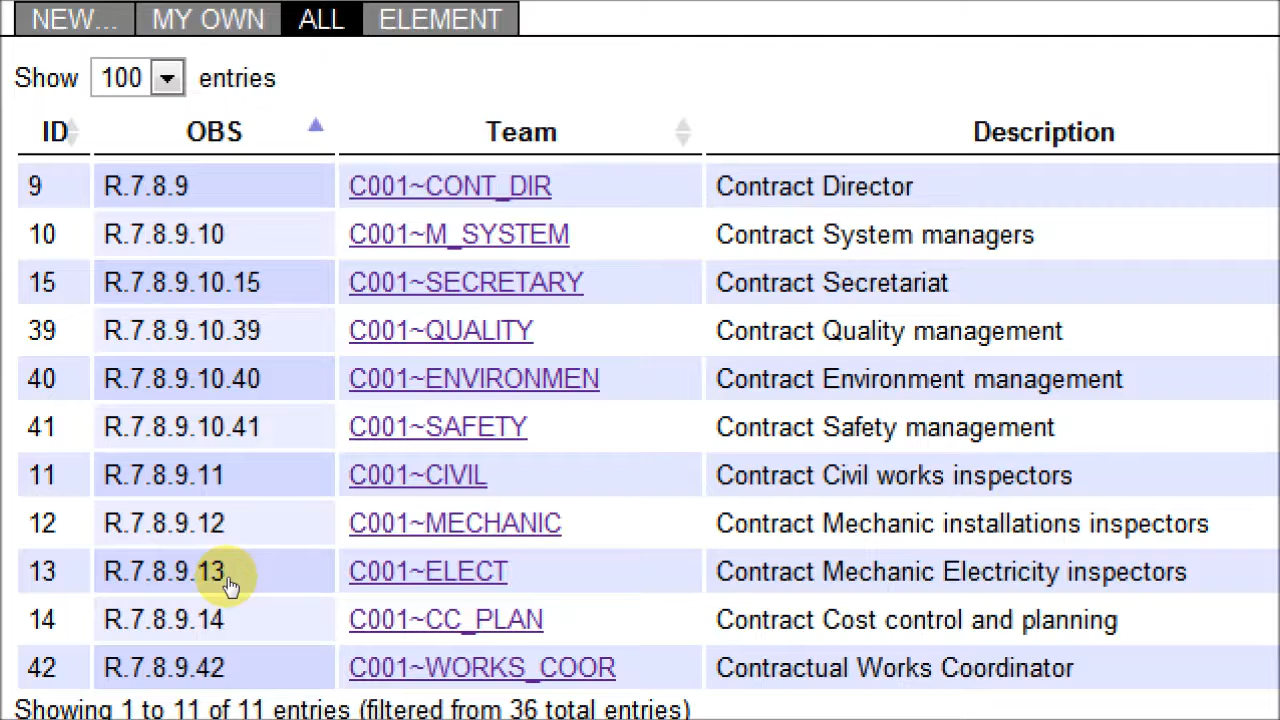 NEW... MY OWN ALL ELEMENT
Show 100 entries
ID OBS Team Description
9 R.7.8.9 C001~CONT_DIR Contract Director
10 R.7.8.9.10 C001~M_SYSTEM Contract System managers
15 R.7.8.9.10.15 C001~SECRETARY Contract Secretariat
39 R.7.8.9.10.39 C001~QUALITY Contract Quality management
40 R.7.8.9.10.40 C001~ENVIRONMEN Contract Environment management
41 R.7.8.9.10.41 C001~SAFETY Contract Safety management
11 R.7.8.9.11 C001~CIVIL Contract Civil works inspectors
12 R.7.8.9.12 C001~MECHANIC Contract Mechanic installations inspectors
13 R.7.8.9.13 C001~ELECT Contract Mechanic Electricity inspectors
14 R.7.8.9.14 C001~CC_PLAN Contract Cost control and planning
42 R.7.8.9.42 C001~WORKS_COOR Contractual Works Coordinator
Showing 1 to 11 of 11 entries (filtered from 36 total entries)